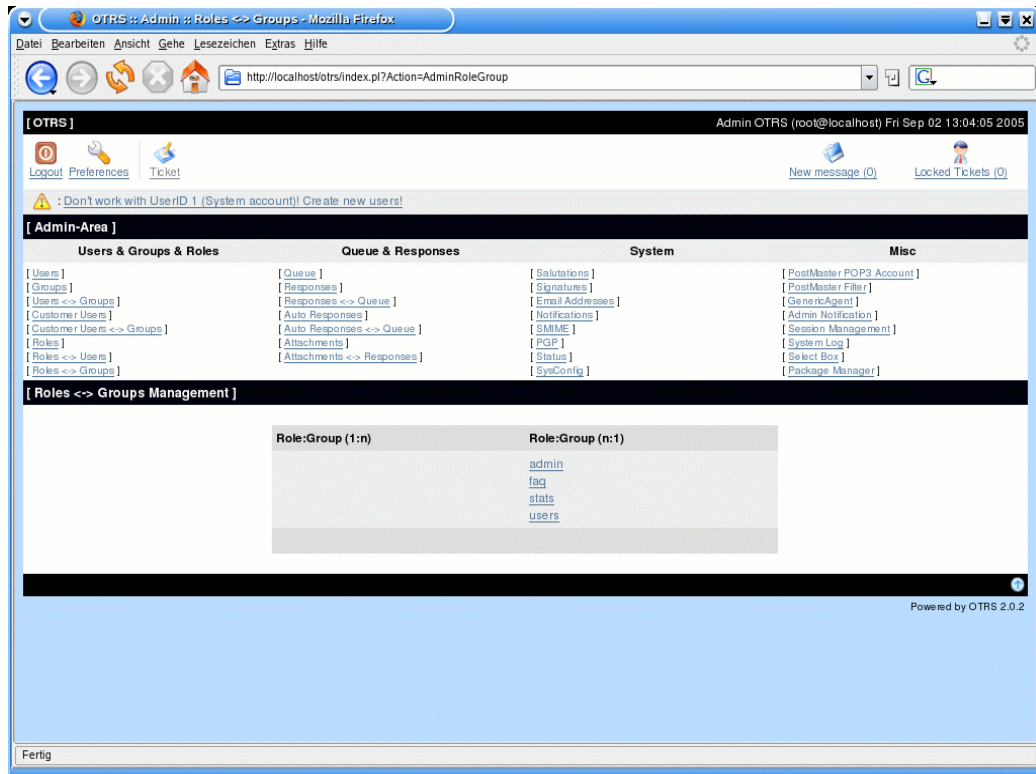 OTRS :: Admin :: Roles <-> Groups - Mozilla Firefox
Datei Bearbeiten Ansicht Gehe Lesezeichen Extras Hilfe
http://localhost/otrs/index.pl?Action=AdminRoleGroup
[ OTRS ] Admin OTRS (root@localhost) Fri Sep 02 13:04:05 2005
Logout Preferences Ticket New message (0) Locked Tickets (0)
: Don't work with UserID 1 (System account)! Create new users!
[ Admin-Area ]
Users & Groups & Roles Queue & Responses System Misc
[ Users ] [ Queue ] [ Salutations ] [ PostMaster POP3 Account ]
[ Groups ] [ Responses ] [ Signatures ] [ PostMaster Filter ]
[ Users <-> Groups ] [ Responses <-> Queue ] [ Email Addresses ] [ GenericAgent ]
[ Customer Users ] [ Auto Responses ] [ Notifications ] [ Admin Notification ]
[ Customer Users <-> Groups ] [ Auto Responses <-> Queue ] [ SMIME ] [ Session Management ]
[ Roles ] [ Attachments ] [ PGP ] [ System Log ]
[ Roles <-> Users ] [ Attachments <-> Responses ] [ Status ] [ Select Box ]
[ Roles <-> Groups ] [ SysConfig ] [ Package Manager ]
[ Roles <-> Groups Management ]
Role:Group (1:n) Role:Group (n:1)
admin
faq
stats
users
Powered by OTRS 2.0.2
Fertig